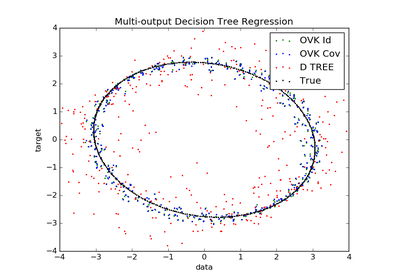 Multi-output Decision Tree Regression
4
3
2
1
0
−1
−2
−3
−4
target
OVK Id
OVK Cov
D TREE
True
−4 −3 −2 −1 0 1 2 3 4
data